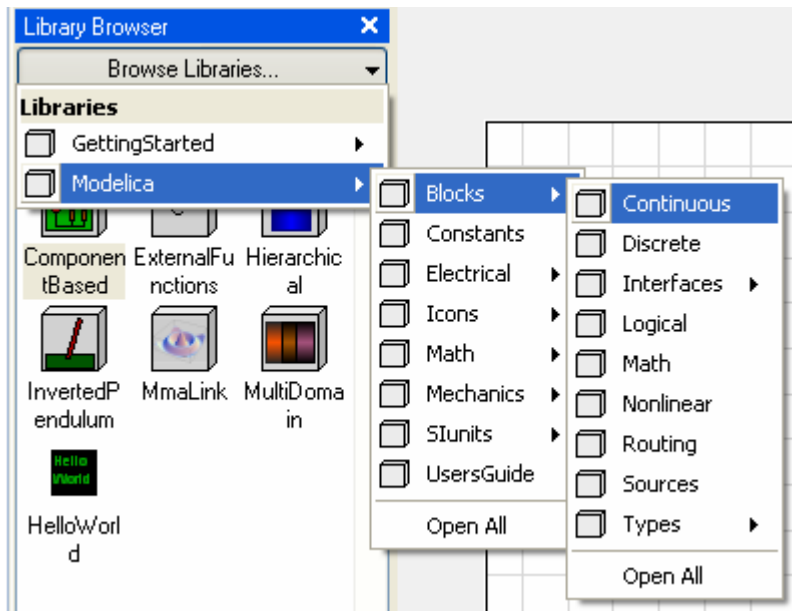 Library Browser
Browse Libraries...
Libraries
GettingStarted
Modelica
Componen
tBased
ExternalFu
nctions
Hierarchic
al
InvertedP
endulum
MmaLink
MultiDoma
in
Hello
World
HelloWorl
d
Blocks
Constants
Electrical
Icons
Math
Mechanics
SIunits
UsersGuide
Open All
Continuous
Discrete
Interfaces
Logical
Math
Nonlinear
Routing
Sources
Types
Open All